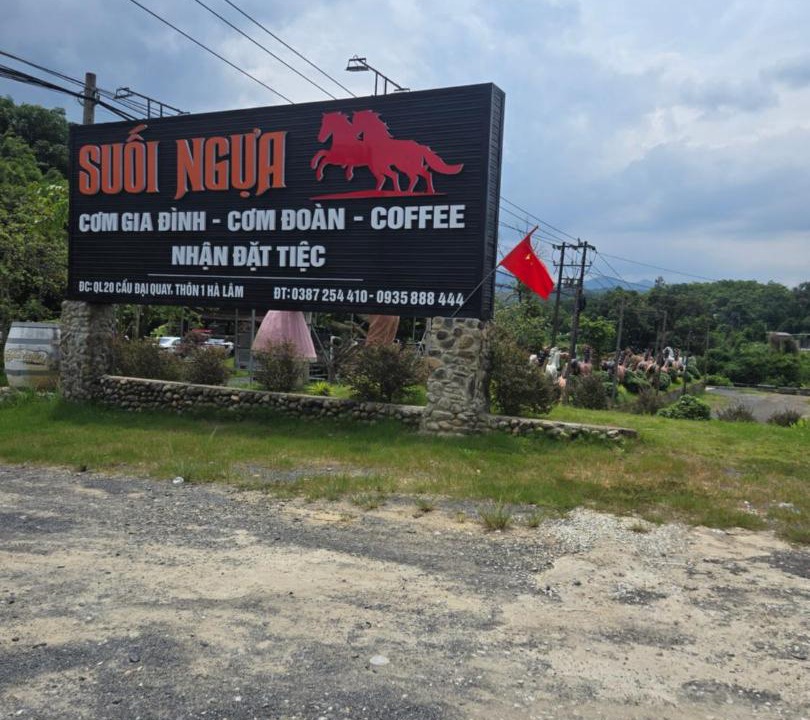 SUỐI NGỰA
CƠM GIA ĐÌNH - CƠM ĐOÀN - COFFEE
NHẬN ĐẶT TIỆC
ĐC: QL20 CẦU ĐẠI QUAY, THÔN 1 HÀ LÂM ĐT: 0387 254 410 - 0935 888 444